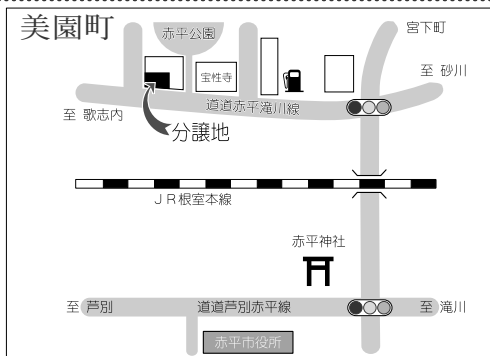 美園町
赤平公園
宮下町
宝性寺
至 砂川
道道赤平滝川線
至 歌志内
分譲地
JR根室本線
赤平神社
至 芦別
道道芦別赤平線
至 滝川
赤平市役所